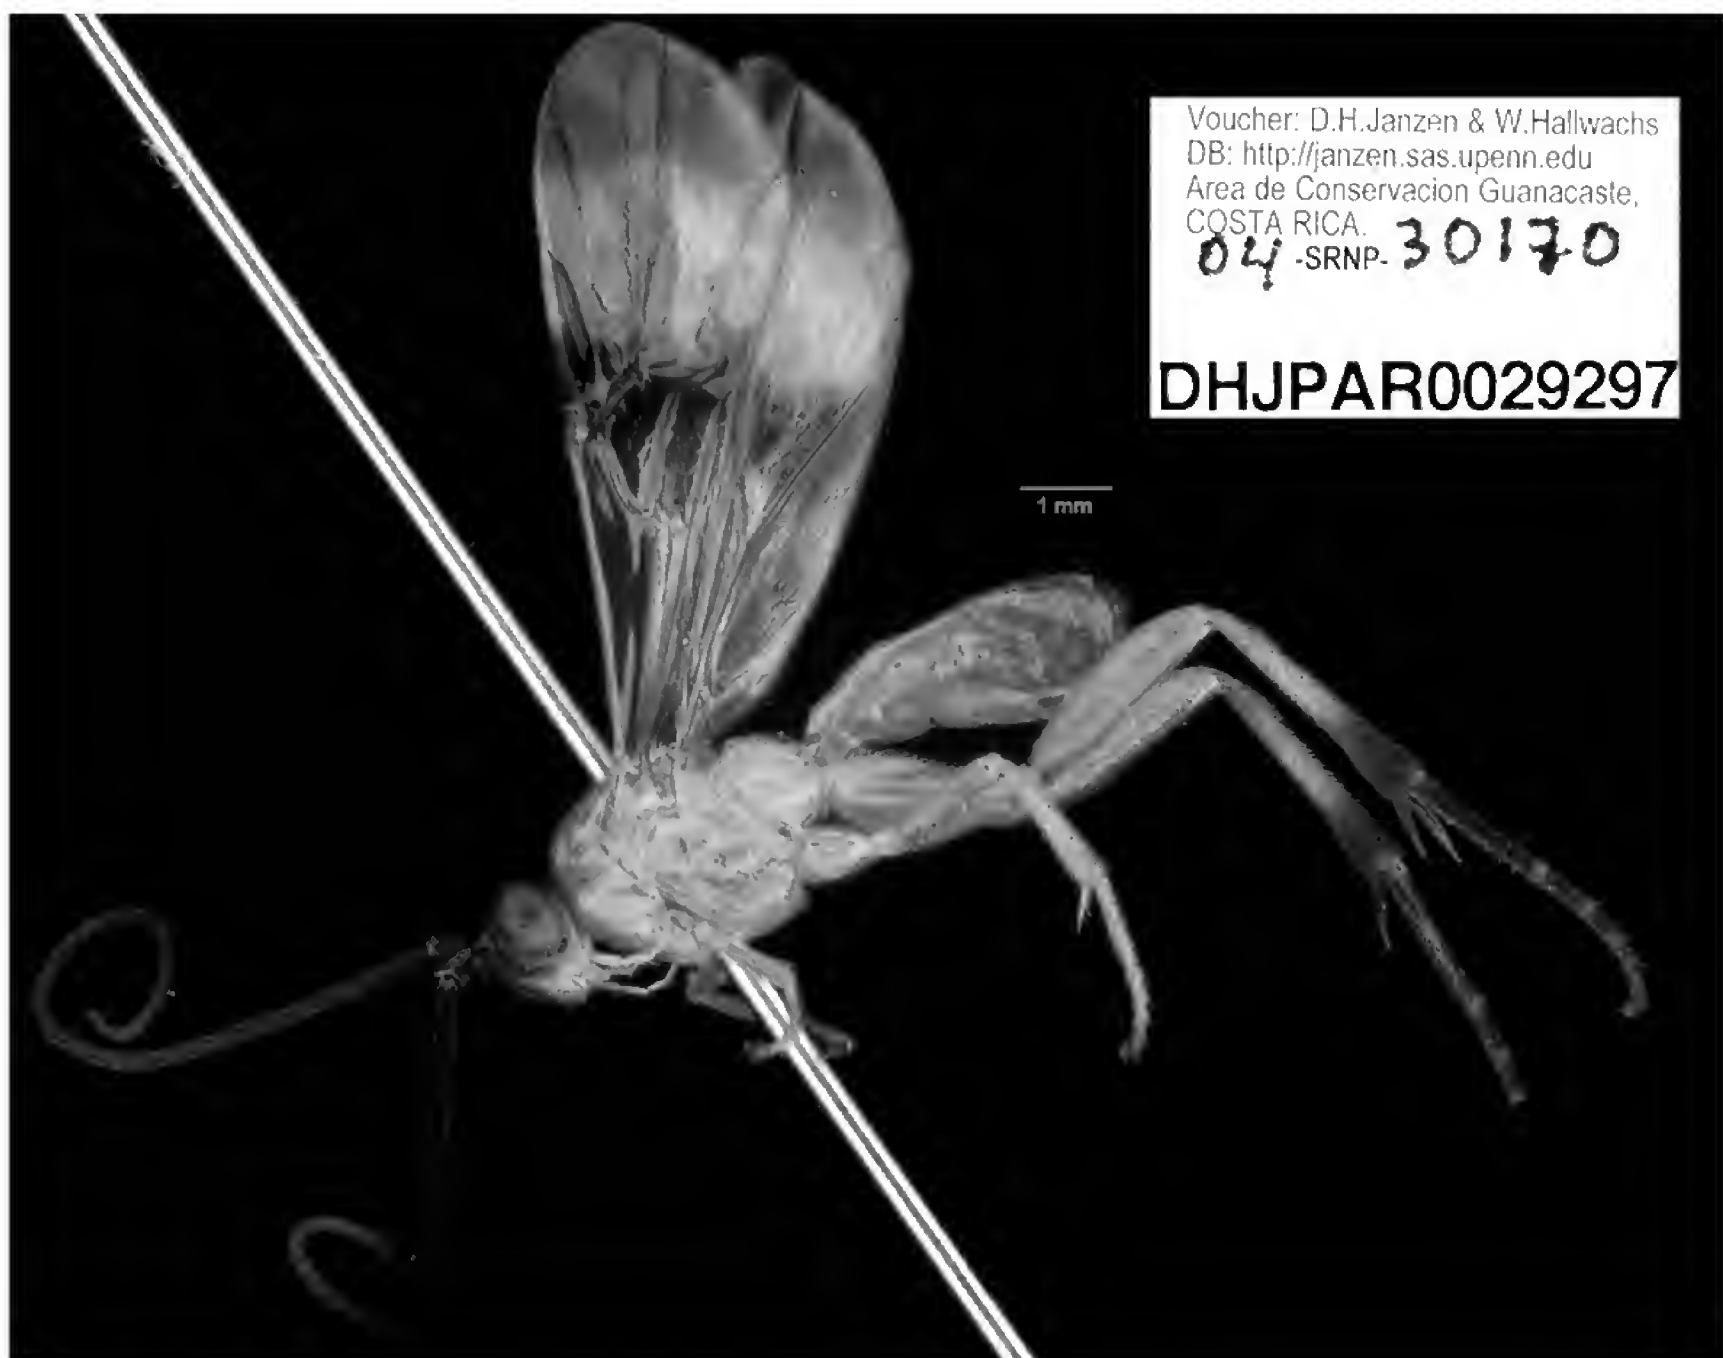 Voucher: D.H.Janzen & W.Hallwachs
DB: http://janzen.sas.upenn.edu
Area de Conservacion Guanacaste,
COSTA RICA.
04 -SRNP- 30170
DHJPAR0029297
1 mm